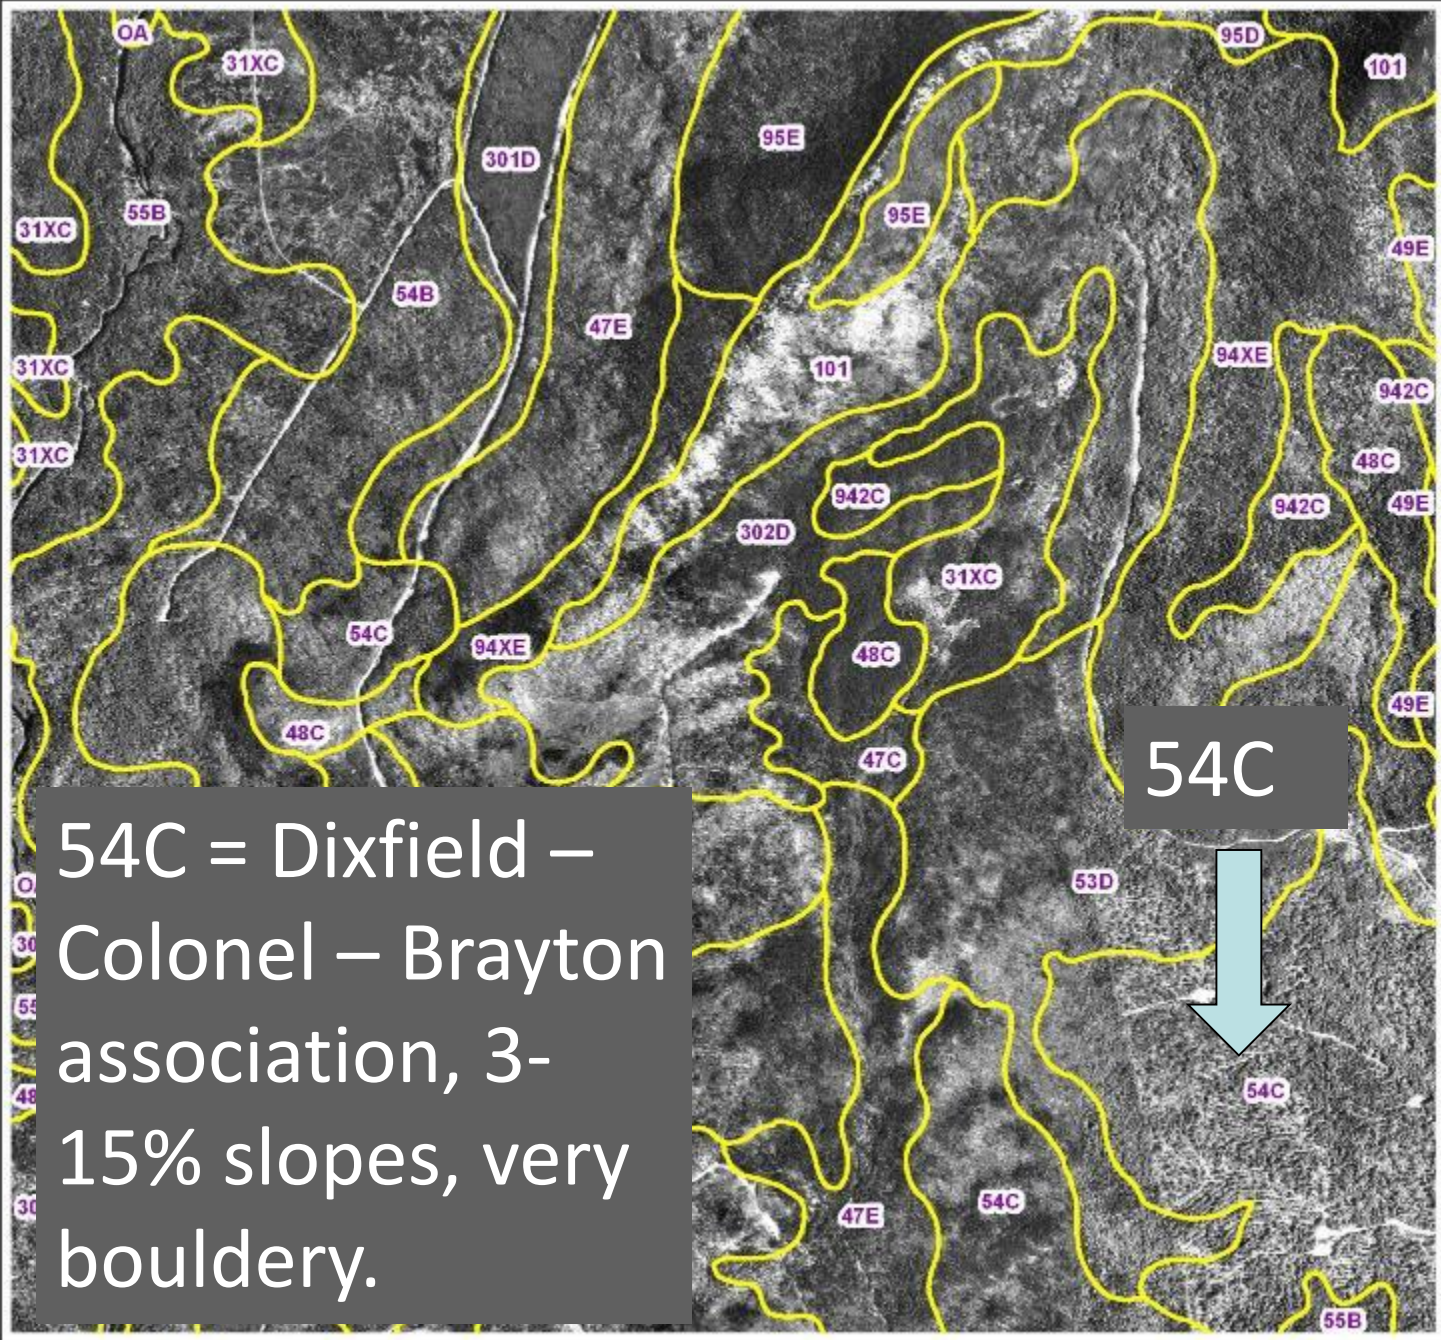 OA
95D
31XC
101
95E
301D
55B
95E
31XC
49E
54B
47E
94XE
31XC
101
942C
31XC
48C
942C
942C
49E
302D
31XC
54C
94XE
48C
49E
48C
47C
54C
54C = Dixfield –
Colonel – Brayton
association, 3-
15% slopes, very
bouldery.
53D
54C
54C
47E
55B